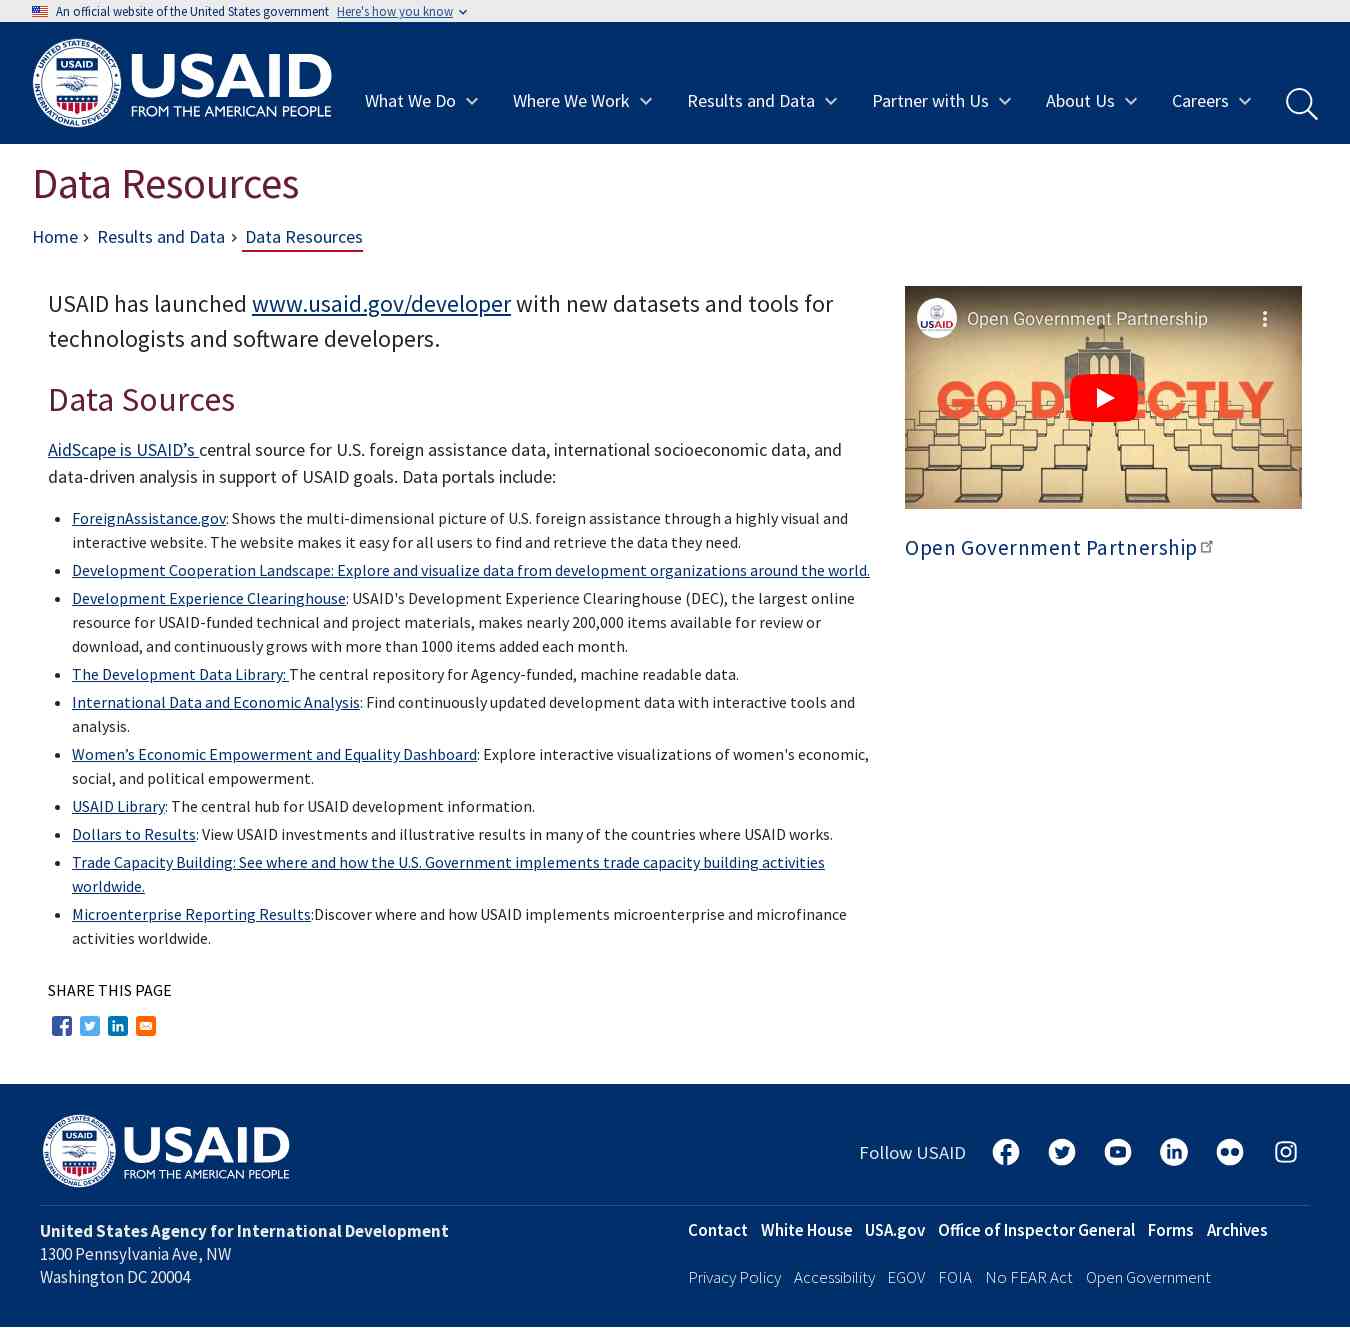 An official website of the United States government Here's how you know
UNITED STATES AGENCY
USAID
INTERNATIONAL DEVELOPMENT
USAID
FROM THE AMERICAN PEOPLE
What We Do Where We Work Results and Data Partner with Us About Us Careers
Data Resources
Home Results and Data Data Resources
USAID has launched www.usaid.gov/developer with new datasets and tools for
technologists and software developers.
Data Sources
AidScape is USAID’s central source for U.S. foreign assistance data, international socioeconomic data, and
data-driven analysis in support of USAID goals. Data portals include:
ForeignAssistance.gov: Shows the multi-dimensional picture of U.S. foreign assistance through a highly visual and
interactive website. The website makes it easy for all users to find and retrieve the data they need.
Development Cooperation Landscape: Explore and visualize data from development organizations around the world.
Development Experience Clearinghouse: USAID's Development Experience Clearinghouse (DEC), the largest online
resource for USAID-funded technical and project materials, makes nearly 200,000 items available for review or
download, and continuously grows with more than 1000 items added each month.
The Development Data Library: The central repository for Agency-funded, machine readable data.
International Data and Economic Analysis: Find continuously updated development data with interactive tools and
analysis.
Women’s Economic Empowerment and Equality Dashboard: Explore interactive visualizations of women's economic,
social, and political empowerment.
USAID Library: The central hub for USAID development information.
Dollars to Results: View USAID investments and illustrative results in many of the countries where USAID works.
Trade Capacity Building: See where and how the U.S. Government implements trade capacity building activities
worldwide.
Microenterprise Reporting Results:Discover where and how USAID implements microenterprise and microfinance
activities worldwide.
SHARE THIS PAGE
USAID
Open Government Partnership
GO D
ECTLY
Open Government Partnership
UNITED STATES AGENCY
USAID
INTERNATIONAL DEVELOPMENT
USAID
FROM THE AMERICAN PEOPLE
Follow USAID
United States Agency for International Development
1300 Pennsylvania Ave, NW
Washington DC 20004
Contact White House USA.gov Office of Inspector General Forms Archives
Privacy Policy Accessibility EGOV FOIA No FEAR Act Open Government